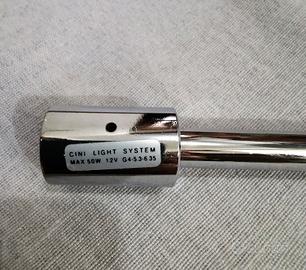 CINI LIGHT SYSTEM
MAX 50W 12V G4-5.3-6.35